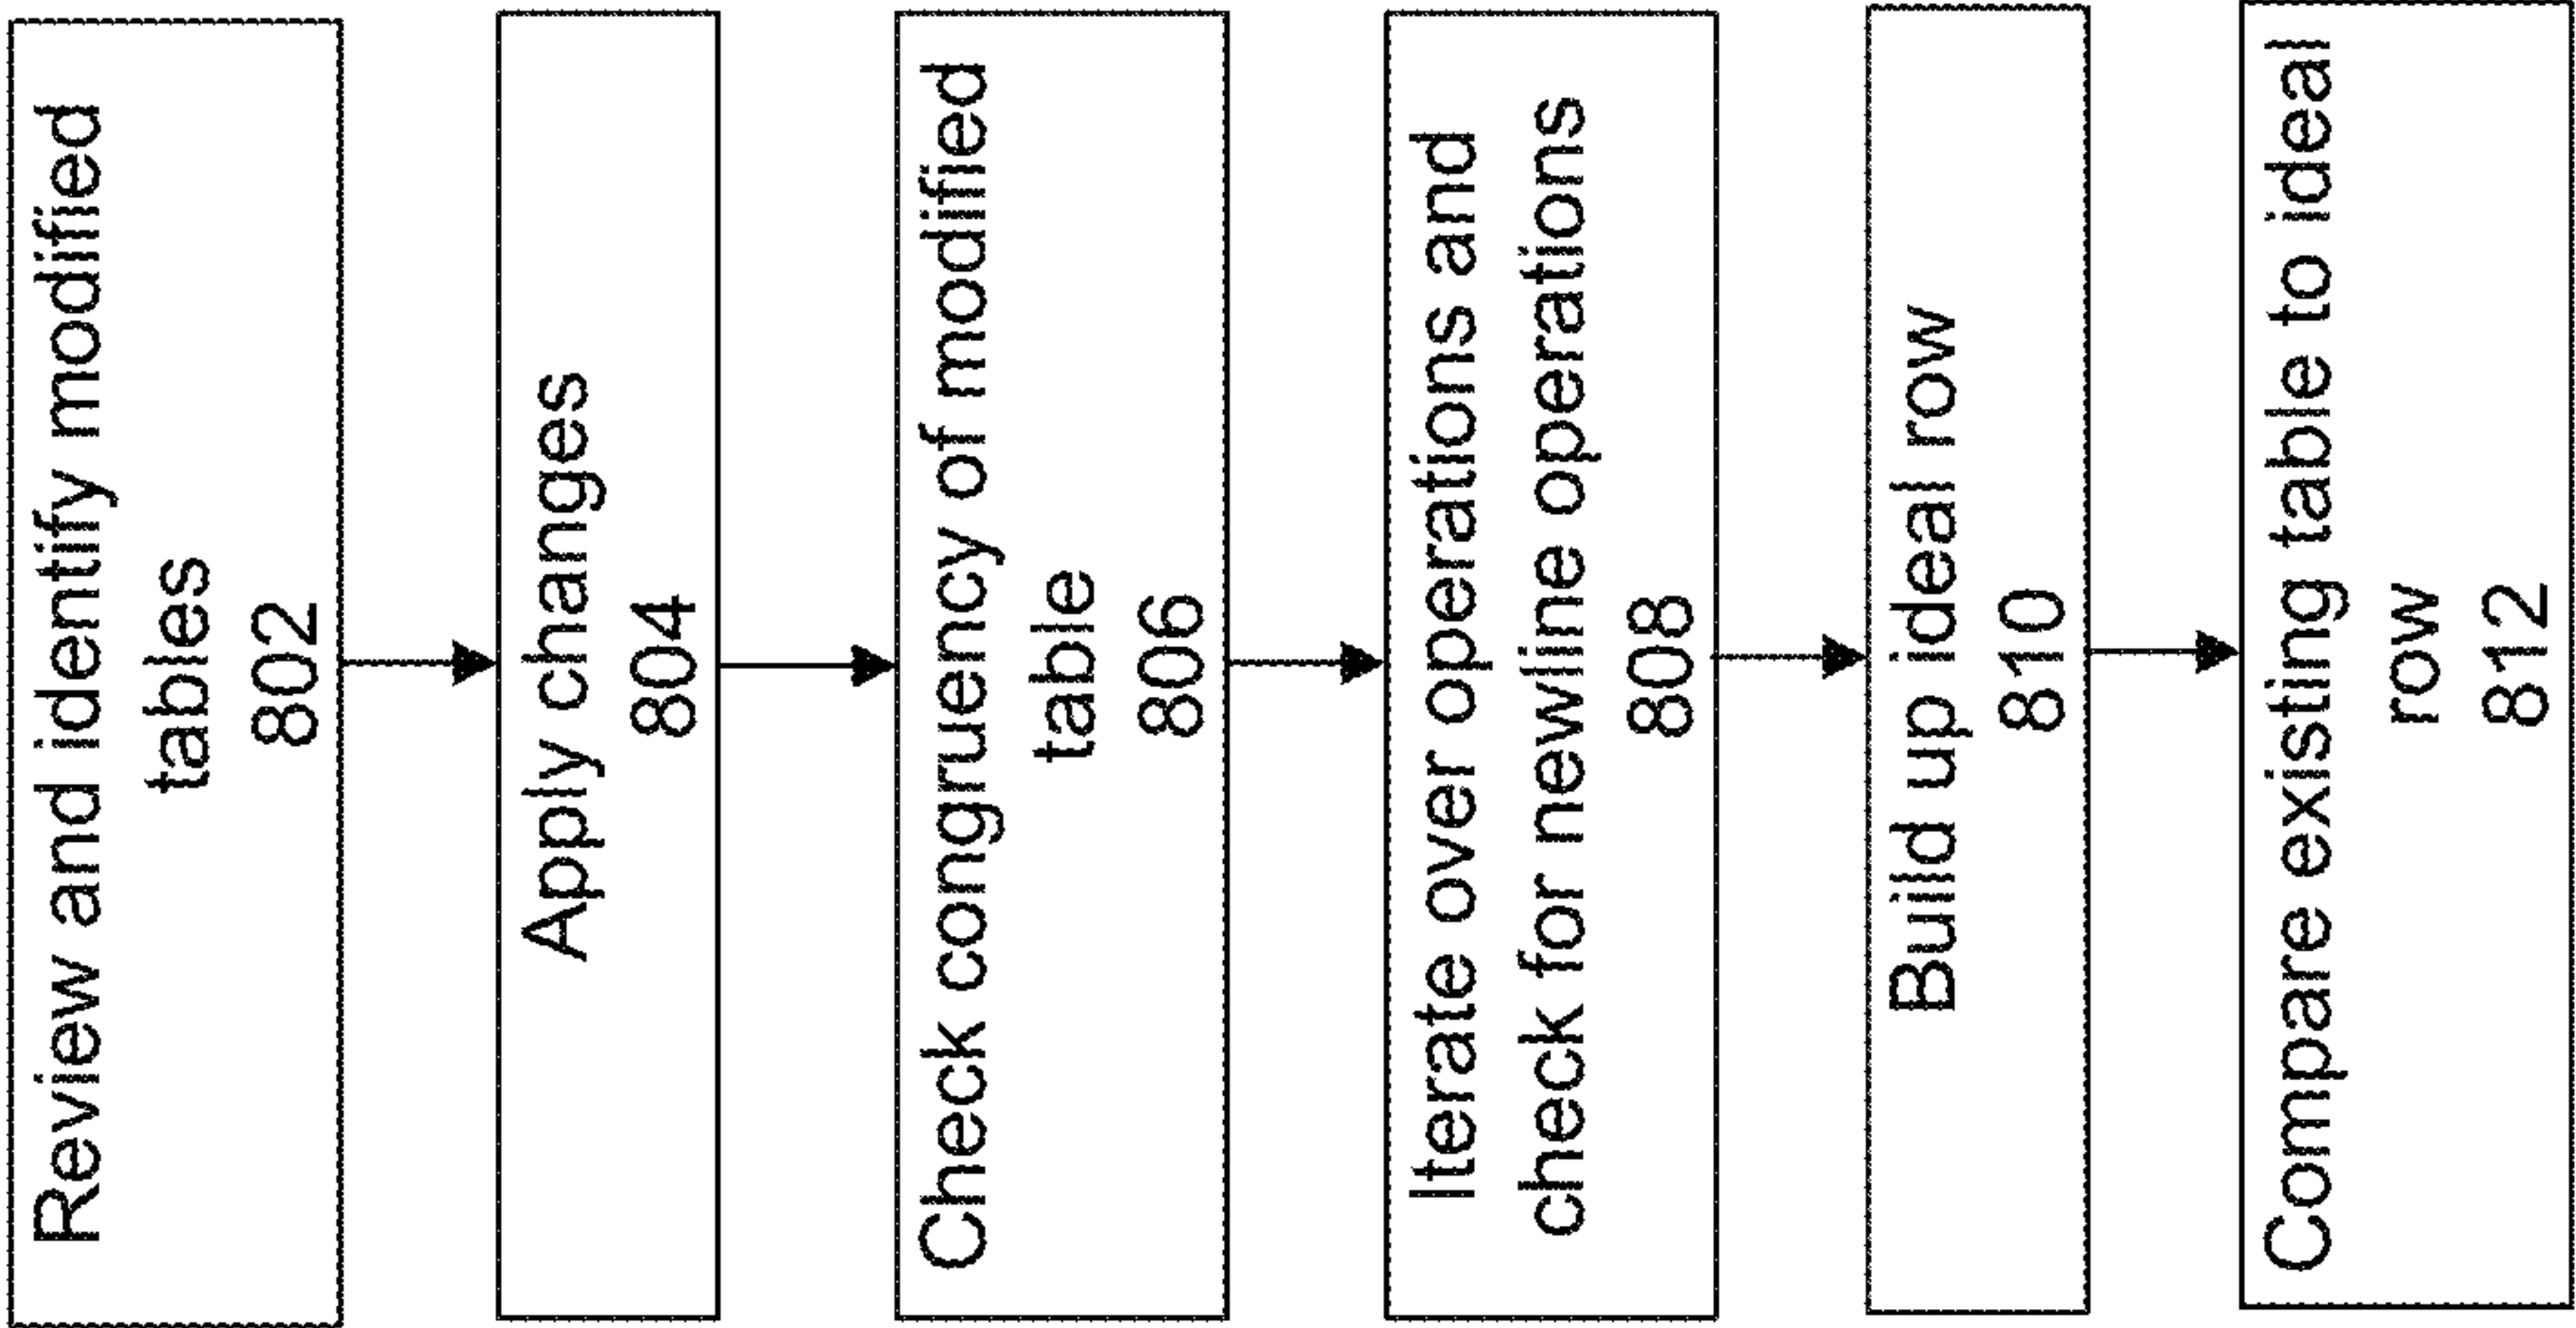 Review and identify modified
tables
802
Apply changes
804
Check congruency of modified
table
806
Iterate over operations and
check for newline operations
808
Build up ideal row
810
Compare existing table to ideal
row
812